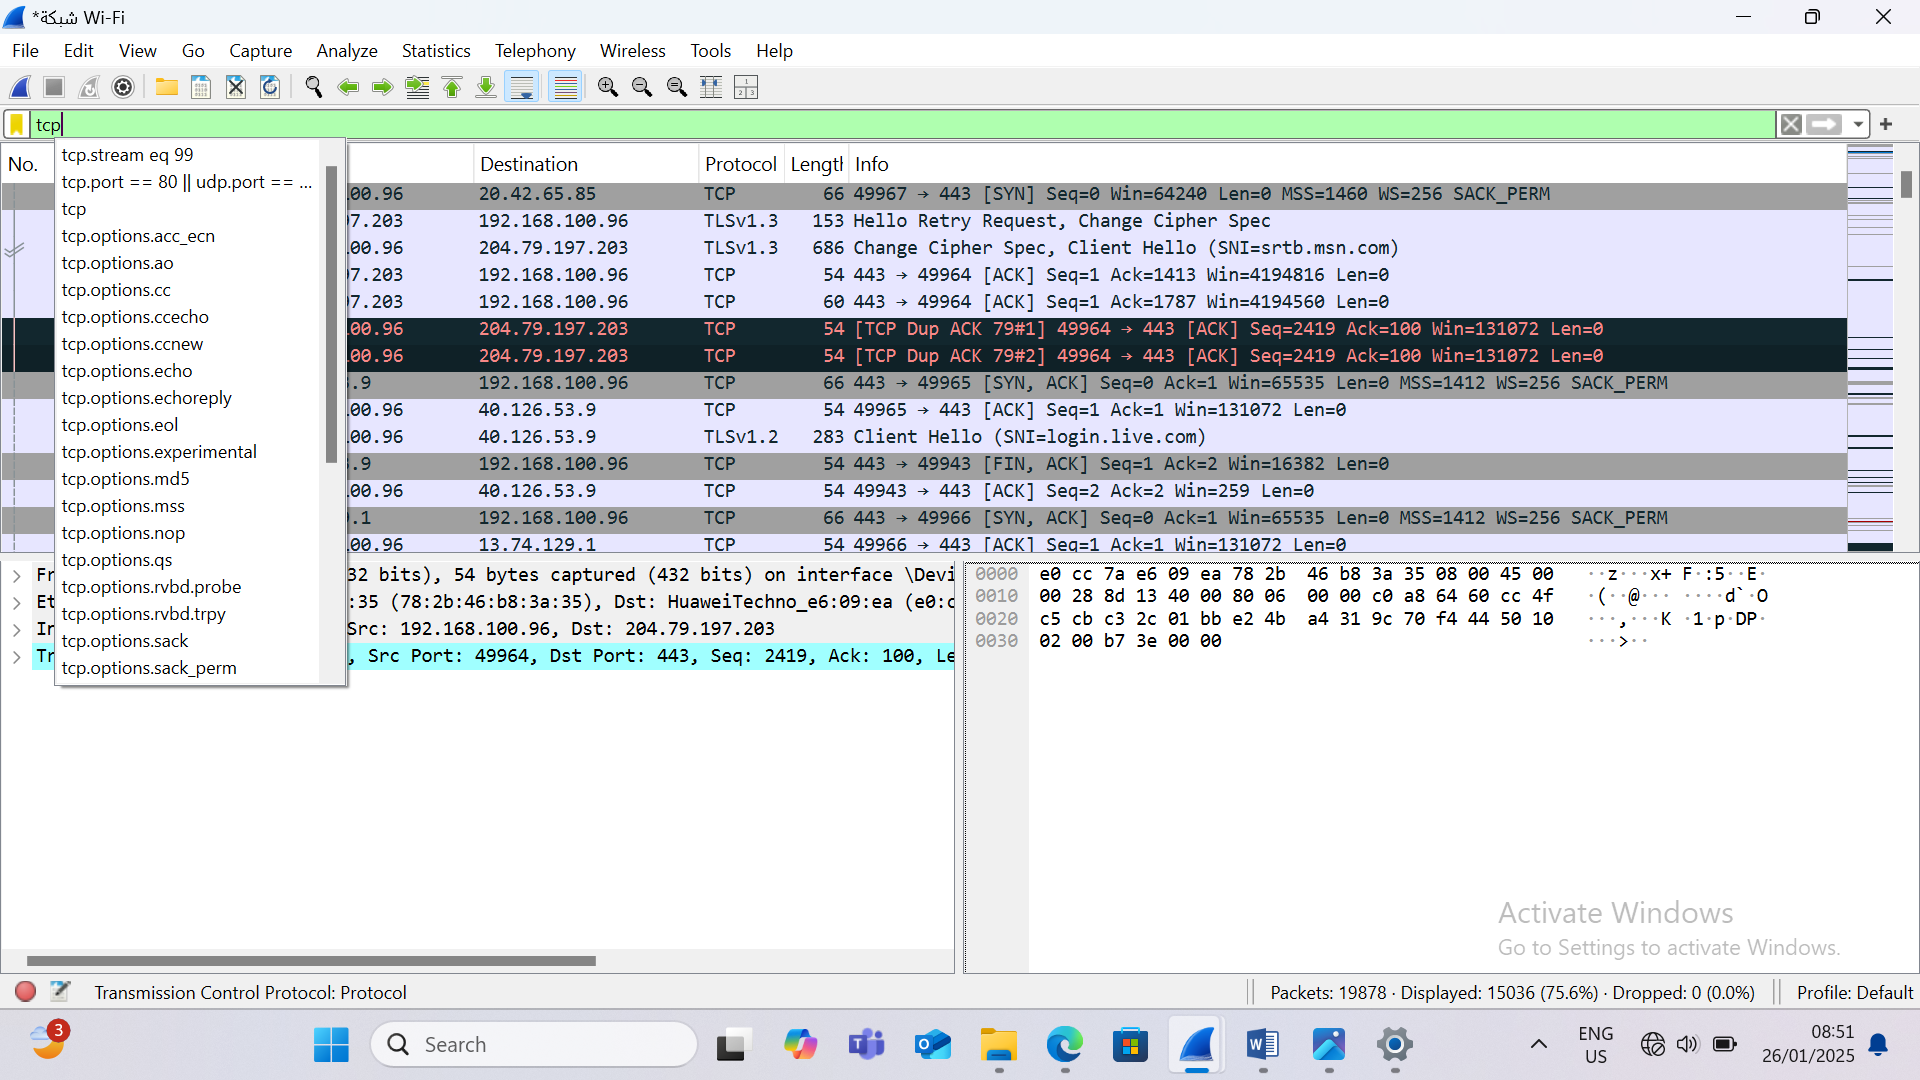 *شبكة Wi-Fi
File Edit View Go Capture Analyze Statistics Telephony Wireless Tools Help
tcp
tcp.stream eq 99
tcp.port == 80 || udp.port == ...
tcp
tcp.options.acc_ecn
tcp.options.ao
tcp.options.cc
tcp.options.ccecho
tcp.options.ccnew
tcp.options.echo
tcp.options.echoreply
tcp.options.eol
tcp.options.experimental
tcp.options.md5
tcp.options.mss
tcp.options.nop
tcp.options.qs
tcp.options.rvbd.probe
tcp.options.rvbd.trpy
tcp.options.sack
tcp.options.sack_perm
No. Destination Protocol Length Info
00.96 20.42.65.85 TCP 66 49967 → 443 [SYN] Seq=0 Win=64240 Len=0 MSS=1460 WS=256 SACK_PERM
7.203 192.168.100.96 TLSv1.3 153 Hello Retry Request, Change Cipher Spec
00.96 204.79.197.203 TLSv1.3 686 Change Cipher Spec, Client Hello (SNI=srtb.msn.com)
7.203 192.168.100.96 TCP 54 443 → 49964 [ACK] Seq=1 Ack=1413 Win=4194816 Len=0
7.203 192.168.100.96 TCP 60 443 → 49964 [ACK] Seq=1 Ack=1787 Win=4194560 Len=0
00.96 204.79.197.203 TCP 54 [TCP Dup ACK 79#1] 49964 → 443 [ACK] Seq=2419 Ack=100 Win=131072 Len=0
00.96 204.79.197.203 TCP 54 [TCP Dup ACK 79#2] 49964 → 443 [ACK] Seq=2419 Ack=100 Win=131072 Len=0
.9 192.168.100.96 TCP 66 443 → 49965 [SYN, ACK] Seq=0 Ack=1 Win=65535 Len=0 MSS=1412 WS=256 SACK_PERM
00.96 40.126.53.9 TCP 54 49965 → 443 [ACK] Seq=1 Ack=1 Win=131072 Len=0
00.96 40.126.53.9 TLSv1.2 283 Client Hello (SNI=login.live.com)
.9 192.168.100.96 TCP 54 443 → 49943 [FIN, ACK] Seq=1 Ack=2 Win=16382 Len=0
00.96 40.126.53.9 TCP 54 49943 → 443 [ACK] Seq=2 Ack=2 Win=259 Len=0
.1 192.168.100.96 TCP 66 443 → 49966 [SYN, ACK] Seq=0 Ack=1 Win=65535 Len=0 MSS=1412 WS=256 SACK_PERM
00.96 13.74.129.1 TCP 54 49966 → 443 [ACK] Seq=1 Ack=1 Win=131072 Len=0
Fr 32 bits), 54 bytes captured (432 bits) on interface \Devi
Et :35 (78:2b:46:b8:3a:35), Dst: HuaweiTechno_e6:09:ea (e0:c
In Src: 192.168.100.96, Dst: 204.79.197.203
Tr , Src Port: 49964, Dst Port: 443, Seq: 2419, Ack: 100, Le
0000 e0 cc 7a e6 09 ea 78 2b 46 b8 3a 35 08 00 45 00 ··z···x+ F·:5··E·
0010 00 28 8d 13 40 00 80 06 00 00 c0 a8 64 60 cc 4f ·(··@··· ····d`·O
0020 c5 cb c3 2c 01 bb e2 4b a4 31 9c 70 f4 44 50 10 ···,···K ·1·p·DP·
0030 02 00 b7 3e 00 00 ···>··
Activate Windows
Go to Settings to activate Windows.
Transmission Control Protocol: Protocol
Packets: 19878 · Displayed: 15036 (75.6%) · Dropped: 0 (0.0%)
Profile: Default
3
Search
ENG
US
08:51
26/01/2025